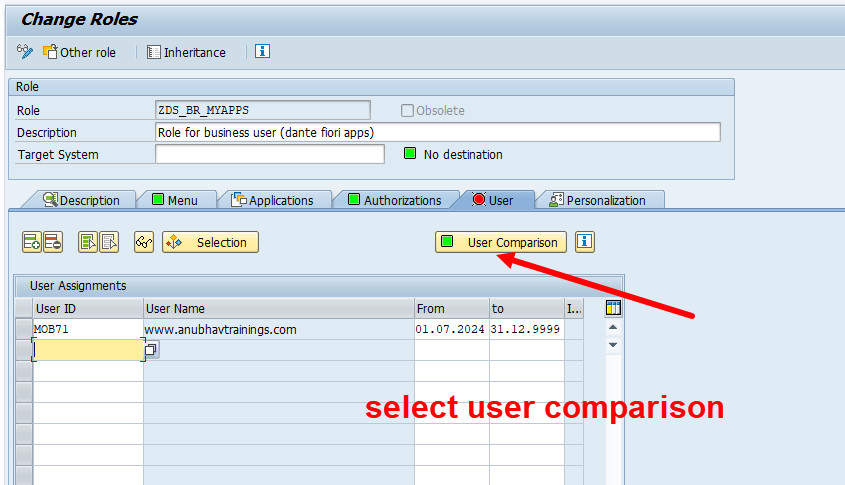 Change Roles
Other role Inheritance
Role
Role ZDS_BR_MYAPPS Obsolete
Description Role for business user (dante fiori apps)
Target System No destination
Description Menu Applications Authorizations User Personalization
Selection User Comparison
User Assignments
User ID User Name From to I...
MOB71 www.anubhavtrainings.com 01.07.2024 31.12.9999
select user comparison